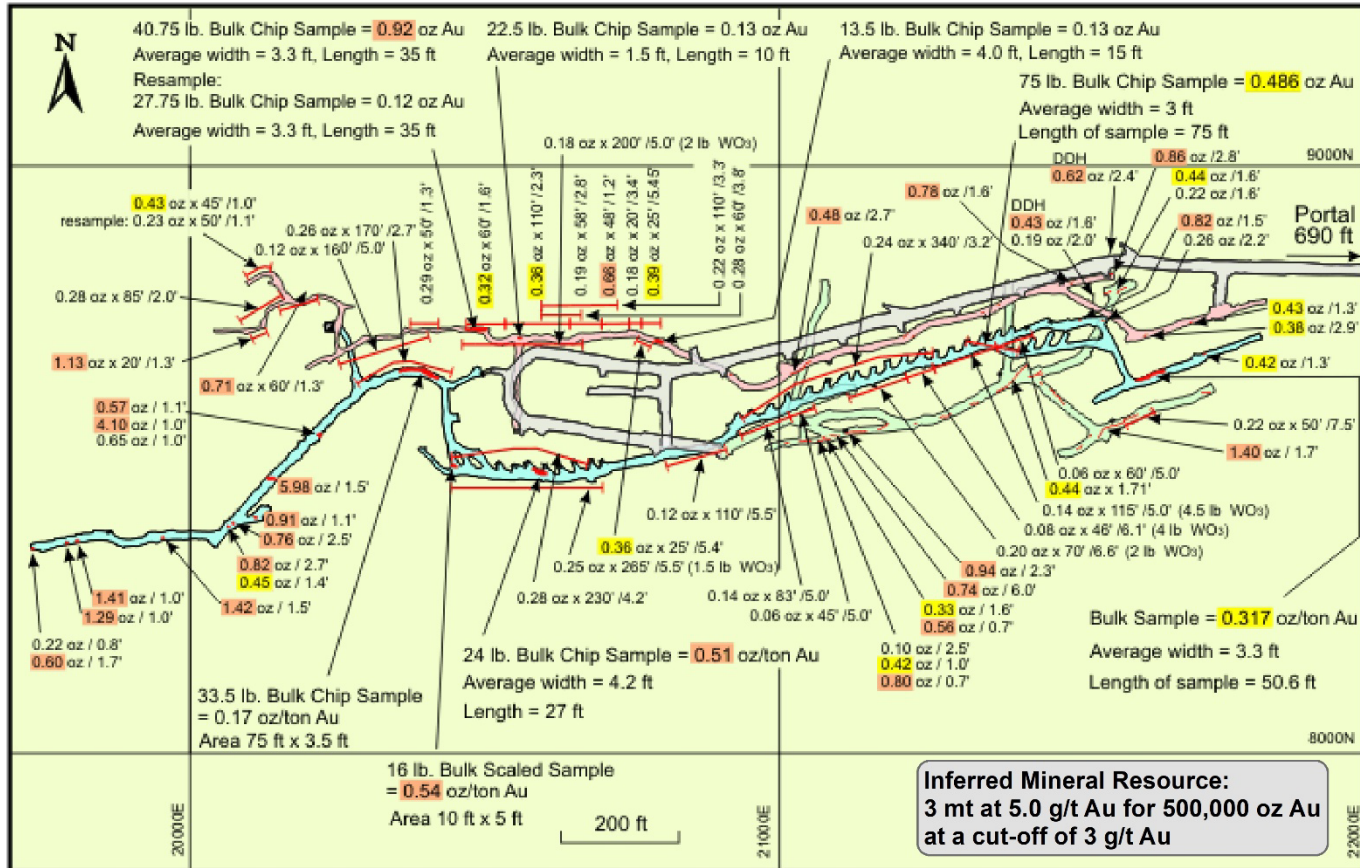 40.75 lb. Bulk Chip Sample = 0.92 oz Au
Average width = 3.3 ft, Length = 35 ft
Resample:
27.75 lb. Bulk Chip Sample = 0.12 oz Au
Average width = 3.3 ft, Length = 35 ft
22.5 lb. Bulk Chip Sample = 0.13 oz Au
Average width = 1.5 ft, Length = 10 ft
13.5 lb. Bulk Chip Sample = 0.13 oz Au
Average width = 4.0 ft, Length = 15 ft
75 lb. Bulk Chip Sample = 0.486 oz Au
Average width = 3 ft
Length of sample = 75 ft
N
0.18 oz x 200' /5.0' (2 lb WO3)
9000N
DDH
0.62 oz /2.4'
0.86 oz /2.8'
0.44 oz /1.6'
0.22 oz /1.6'
0.78 oz /1.6'
DDH
0.43 oz /1.6'
0.19 oz /2.0'
0.82 oz /1.5'
0.26 oz /2.2'
Portal
690 ft
0.43 oz x 45' /1.0'
resample: 0.23 oz x 50' /1.1'
0.26 oz x 170' /2.7'
0.12 oz x 160' /5.0'
0.29 oz x 50' /1.3'
0.32 oz x 60' /1.6'
0.36 oz x 110' /2.3'
0.19 oz x 58' /2.8'
0.66 oz x 48' /1.2'
0.18 oz x 20' /3.4'
0.39 oz x 25' /5.45'
0.22 oz x 110' /3.3'
0.28 oz x 60' /3.8'
0.48 oz /2.7'
0.24 oz x 340' /3.2'
0.28 oz x 85' /2.0'
1.13 oz x 20' /1.3'
0.71 oz x 60' /1.3'
0.43 oz /1.3'
0.38 oz /2.9'
0.42 oz /1.3'
0.57 oz / 1.1'
4.10 oz / 1.0'
0.65 oz / 1.0'
0.22 oz x 50' /7.5'
1.40 oz / 1.7'
5.98 oz / 1.5'
0.91 oz / 1.1'
0.76 oz / 2.5'
0.82 oz / 2.7'
0.45 oz / 1.4'
1.42 oz / 1.5'
1.41 oz / 1.0'
1.29 oz / 1.0'
0.22 oz / 0.8'
0.60 oz / 1.7'
0.12 oz x 110' /5.5'
0.36 oz x 25' /5.4'
0.25 oz x 265' /5.5' (1.5 lb WO3)
0.28 oz x 230' /4.2'
0.14 oz x 83' /5.0'
0.06 oz x 45' /5.0'
0.06 oz x 60' /5.0'
0.44 oz x 1.71'
0.14 oz x 115' /5.0' (4.5 lb WO3)
0.08 oz x 46' /6.1' (4 lb WO3)
0.20 oz x 70' /6.6' (2 lb WO3)
0.94 oz / 2.3'
0.74 oz / 6.0'
0.33 oz / 1.6'
0.56 oz / 0.7'
0.10 oz / 2.5'
0.42 oz / 1.0'
0.80 oz / 0.7'
Bulk Sample = 0.317 oz/ton Au
Average width = 3.3 ft
Length of sample = 50.6 ft
24 lb. Bulk Chip Sample = 0.51 oz/ton Au
Average width = 4.2 ft
Length = 27 ft
33.5 lb. Bulk Chip Sample
= 0.17 oz/ton Au
Area 75 ft x 3.5 ft
8000N
16 lb. Bulk Scaled Sample
= 0.54 oz/ton Au
Area 10 ft x 5 ft
200 ft
20000E
21000E
22000E
Inferred Mineral Resource:
3 mt at 5.0 g/t Au for 500,000 oz Au
at a cut-off of 3 g/t Au